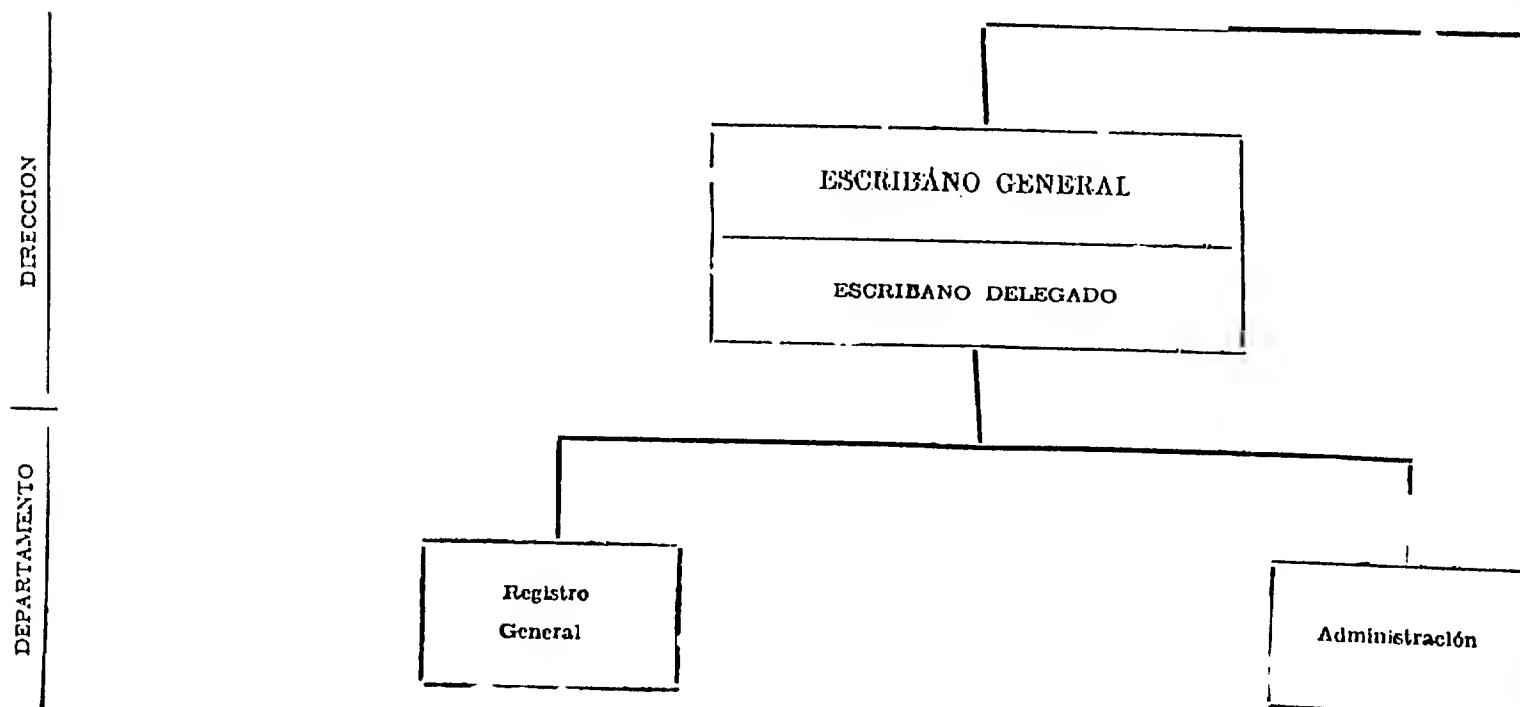 DIRECCION
ESCRIBANO GENERAL
ESCRIBANO DELEGADO
DEPARTAMENTO
Registro
General
Administración